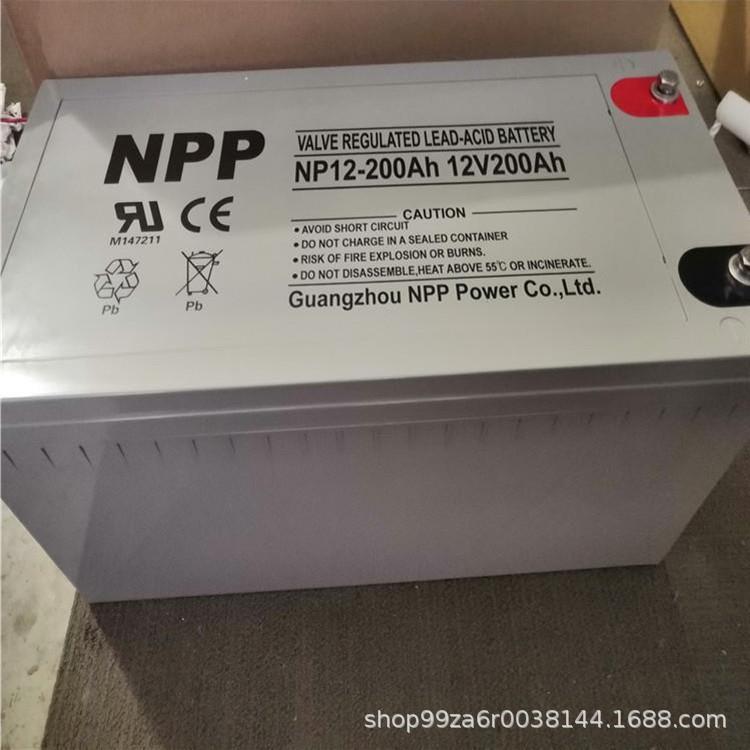 NPP
VALVE REGULATED LEAD-ACID BATTERY
NP12-200Ah 12V200Ah
M147211
CE
Pb
Pb
CAUTION
• AVOID SHORT CIRCUIT
• DO NOT CHARGE IN A SEALED CONTAINER
• RISK OF FIRE EXPLOSION OR BURNS.
• DO NOT DISASSEMBLE,HEAT ABOVE 55℃ OR INCINERATE.
Guangzhou NPP Power Co.,Ltd.
shop99za6r0038144.1688.com